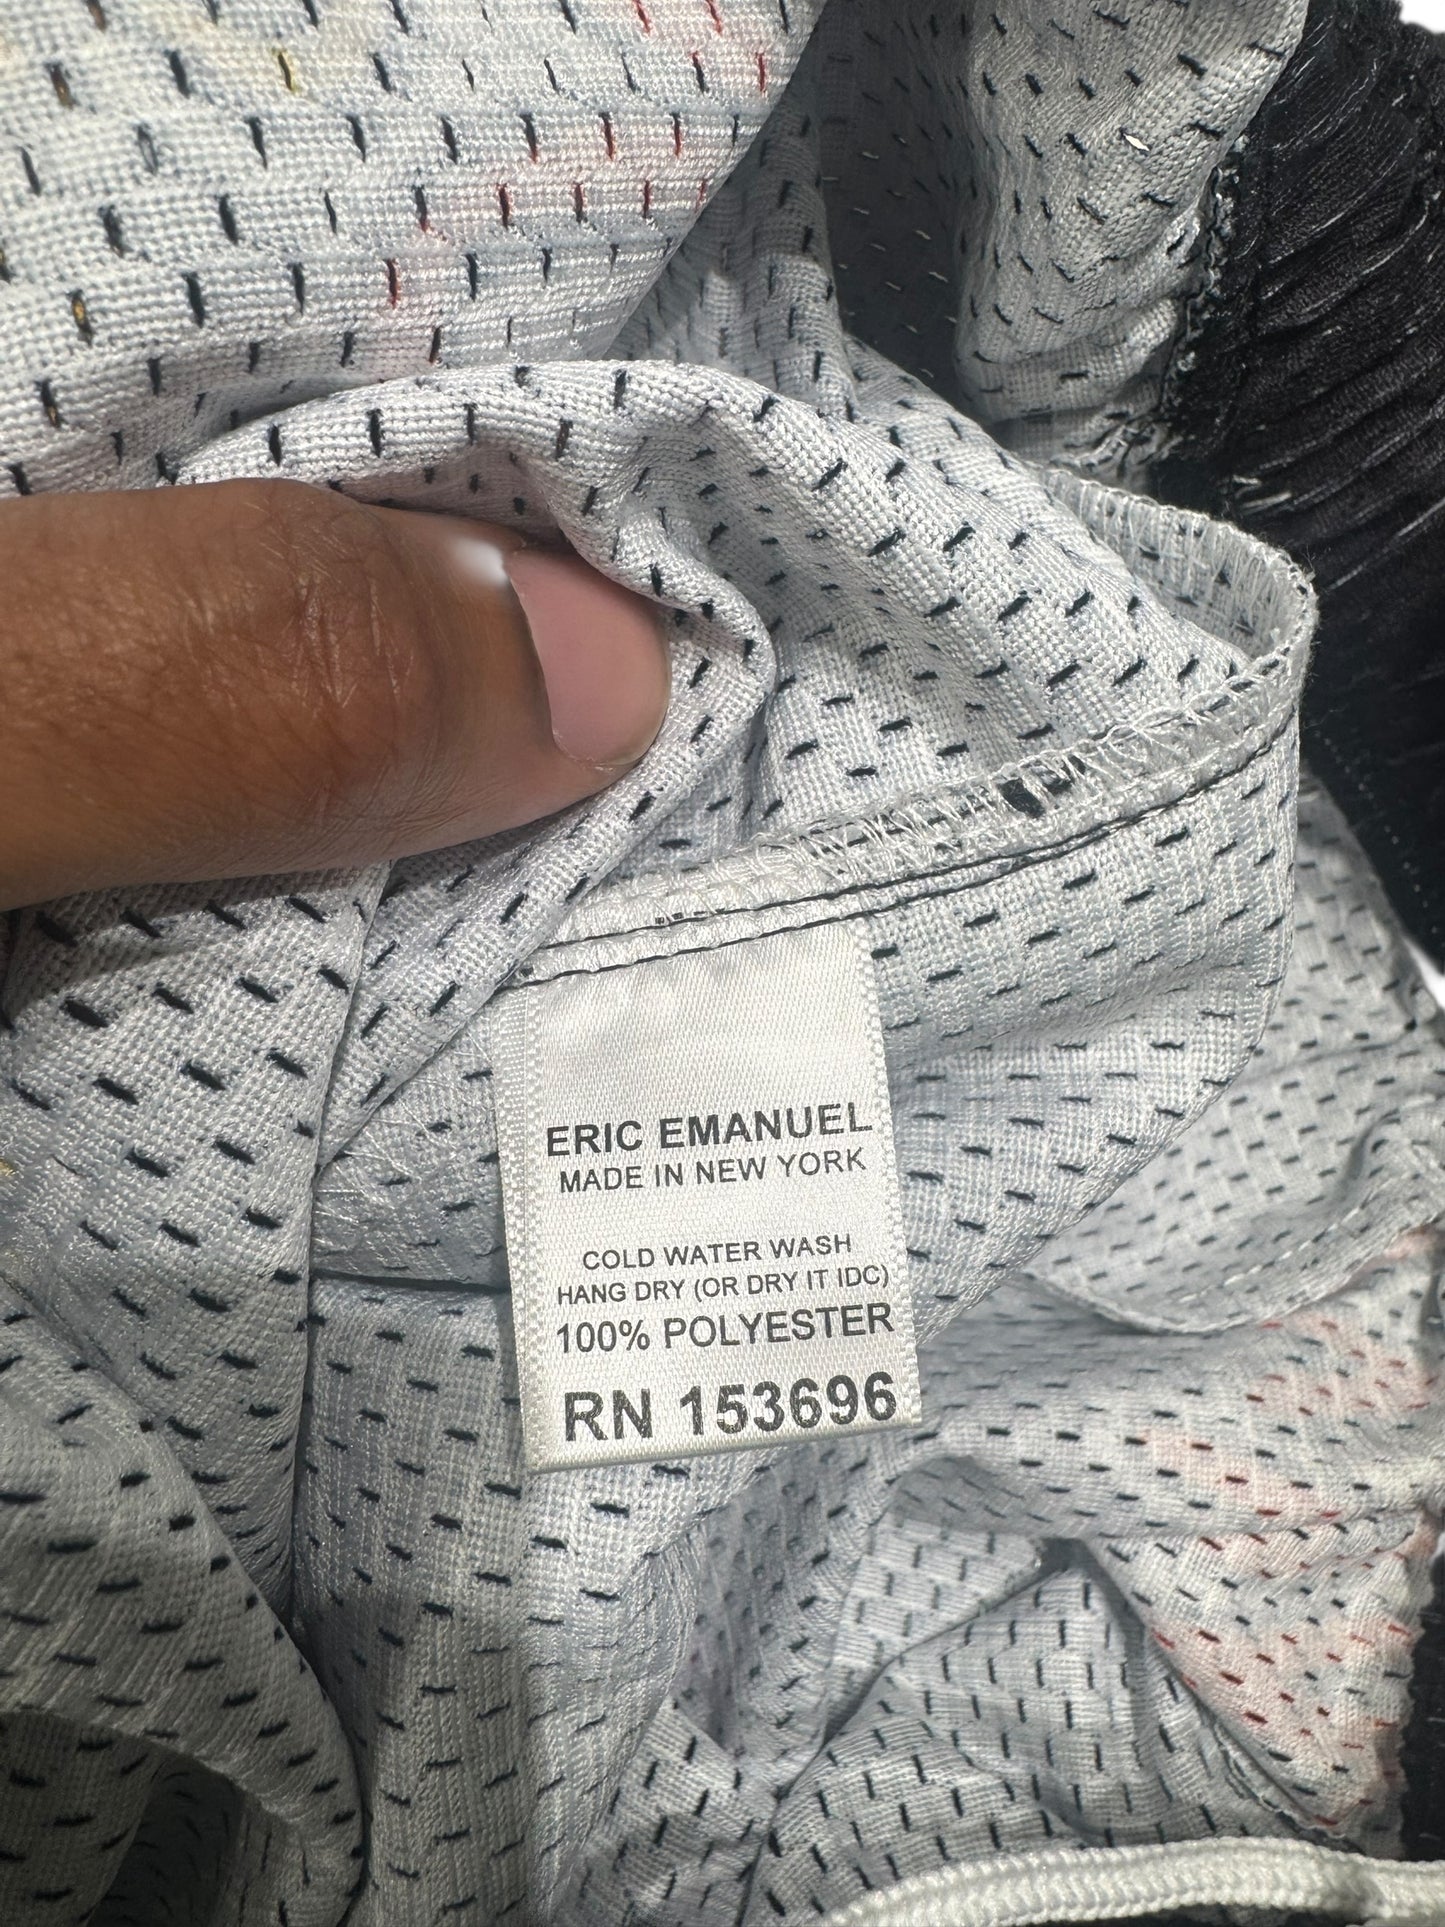 ERIC EMANUEL
MADE IN NEW YORK
COLD WATER WASH
HANG DRY (OR DRY IT IDC)
100% POLYESTER
RN 153696